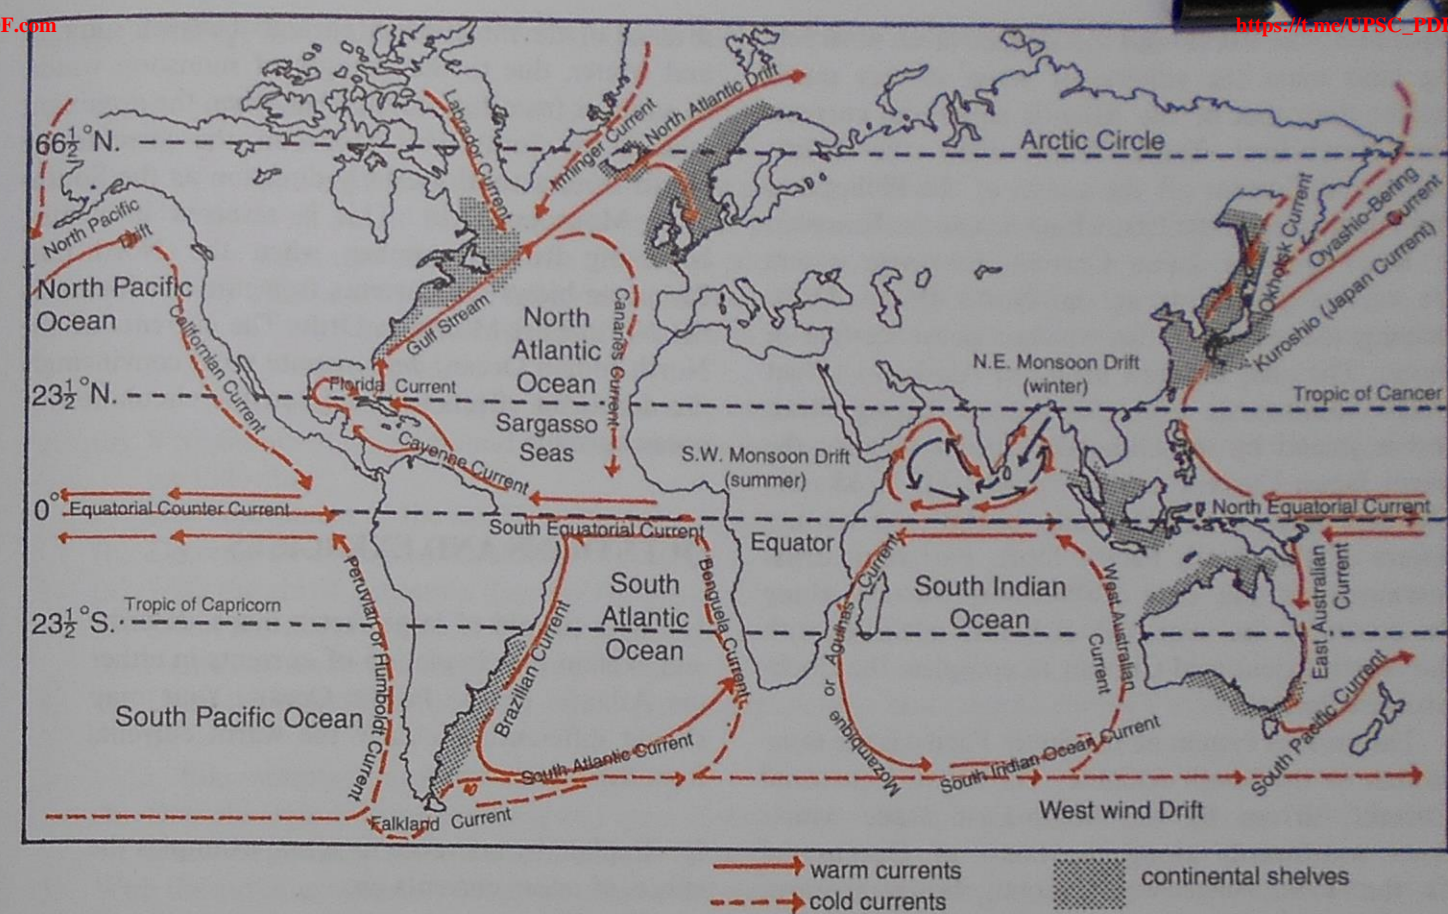 F.com
https://t.me/UPSC_PDF
66½°N.
Arctic Circle
Labrador Current
Irminger Current
North Atlantic Drift
North Pacific
Drift
North Pacific
Ocean
Californian Current
Gulf Stream
Canaries Current
North
Atlantic
Ocean
Sargasso
Seas
Okhotsk Current
Oyashio-Bering
Current
Kuroshio (Japan Current)
N.E. Monsoon Drift
(winter)
23½°N.
Florida Current
Tropic of Cancer
Cayenne Current
S.W. Monsoon Drift
(summer)
0°
Equatorial Counter Current
South Equatorial Current
Equator
North Equatorial Current
Peruvian or Humboldt Current
Tropic of Capricorn
23½°S.
South
Atlantic
Ocean
Benguela Current
Brazilian Current
Mozambique or Agulhas Current
South Indian
Ocean
West Australian
Current
East Australian
Current
South Pacific Ocean
South Atlantic Current
South Indian Ocean Current
South Pacific Current
West wind Drift
Falkland Current
warm currents
cold currents
continental shelves